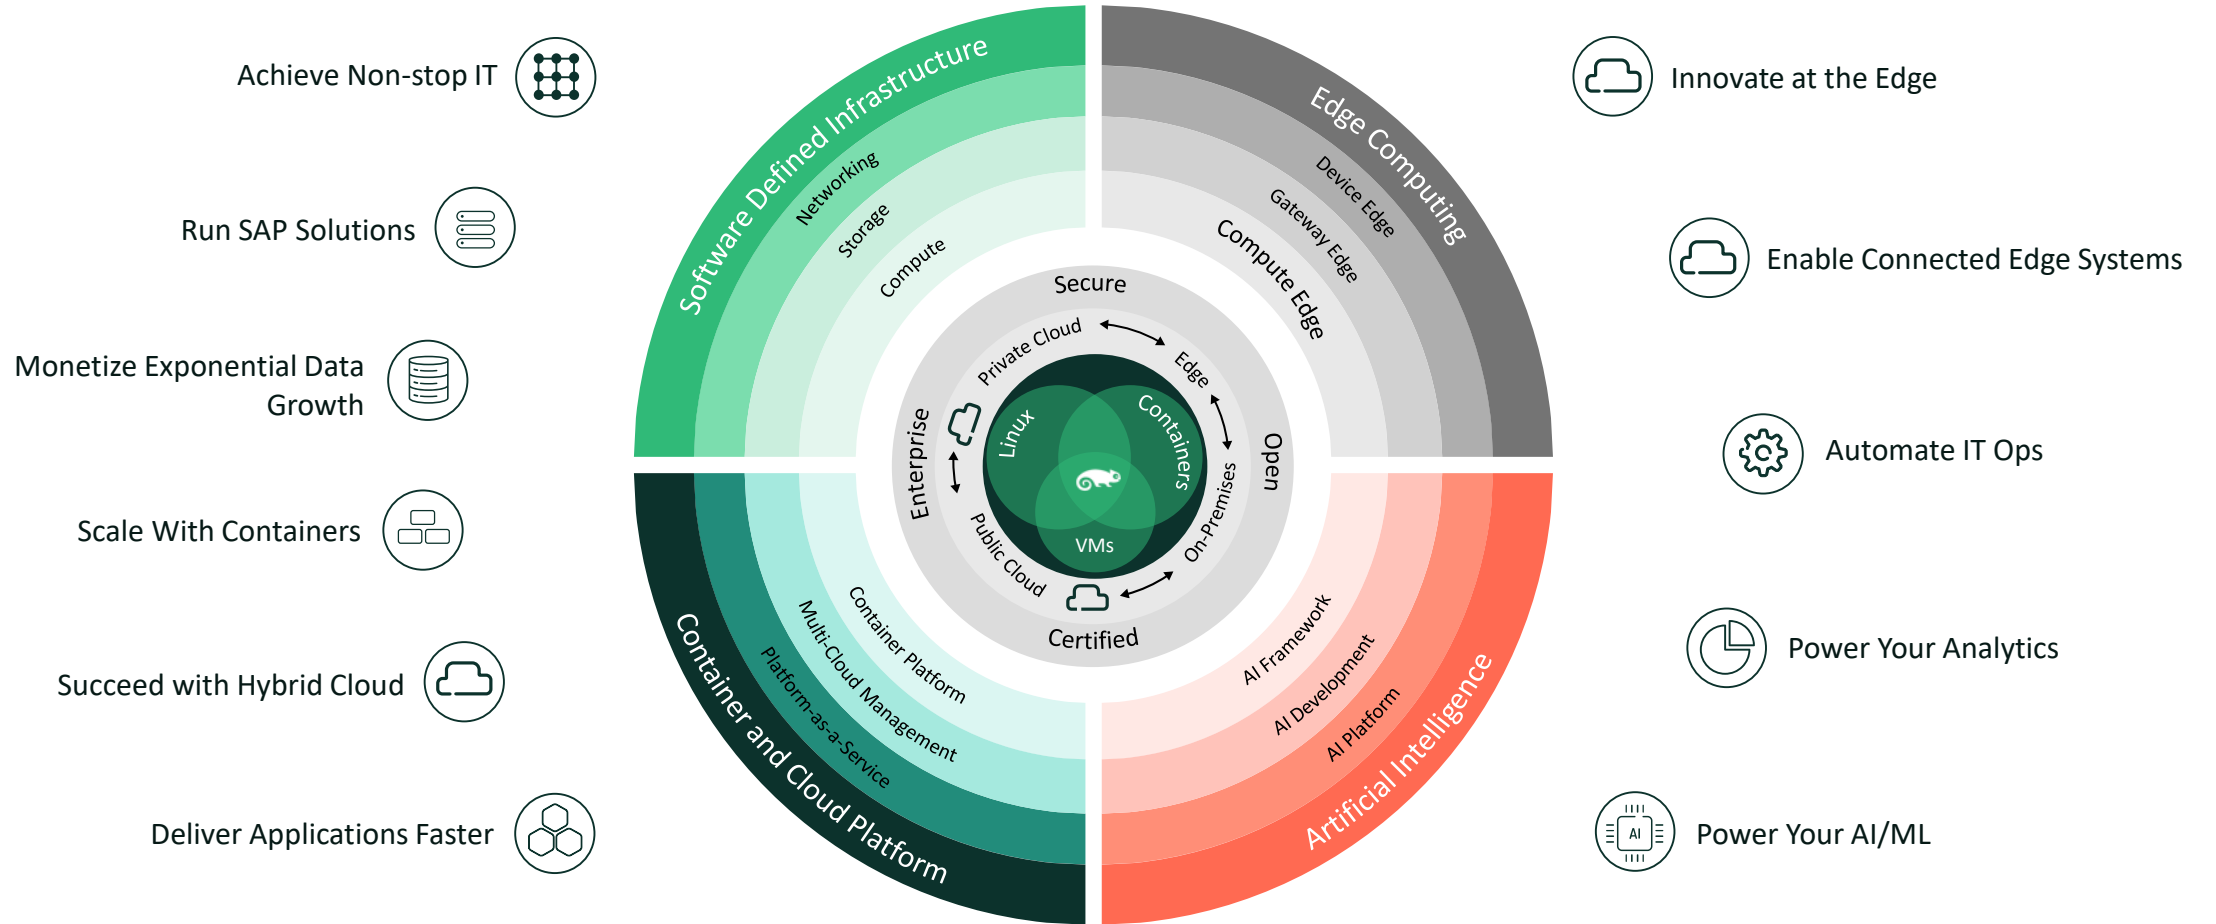 Achieve Non-stop IT
Run SAP Solutions
Monetize Exponential Data
Growth
Scale With Containers
Succeed with Hybrid Cloud
Deliver Applications Faster
Software Defined Infrastructure
Networking
Storage
Compute
Edge Computing
Device Edge
Gateway Edge
Compute Edge
Secure
Open
Certified
Enterprise
Private Cloud
Edge
On-Premises
Public Cloud
Linux
Containers
VMs
Container Platform
Multi-Cloud Management
Platform-as-a-Service
Container and Cloud Platform
AI Framework
AI Development
AI Platform
Artificial Intelligence
Innovate at the Edge
Enable Connected Edge Systems
Automate IT Ops
Power Your Analytics
AI
Power Your AI/ML